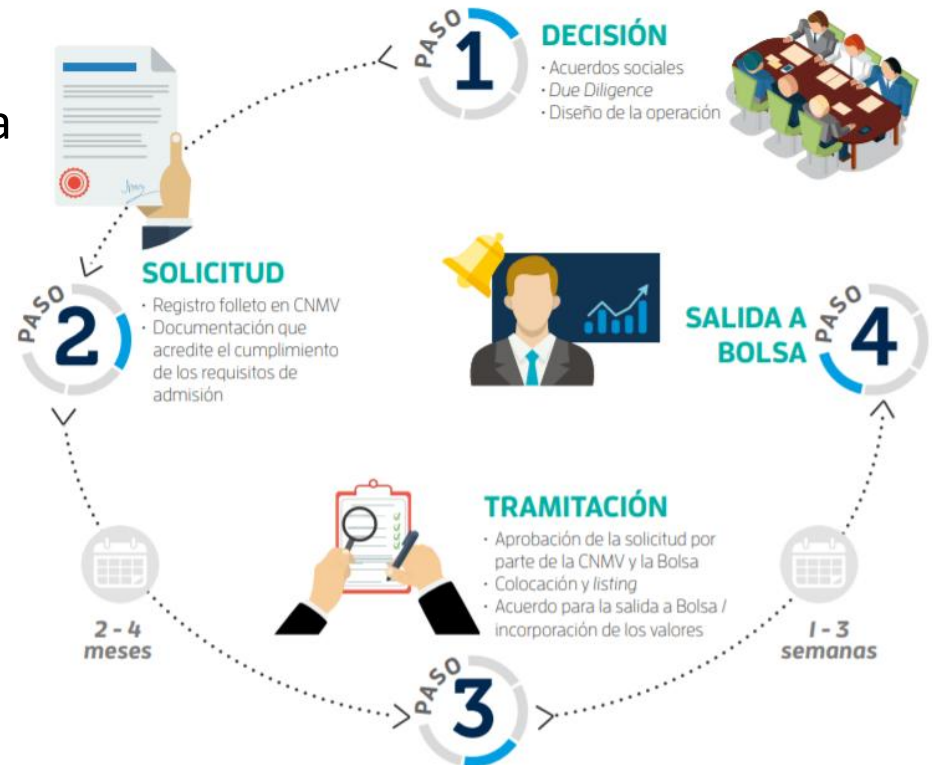 a
PASO
1
DECISIÓN
· Acuerdos sociales
· Due Diligence
· Diseño de la operación
PASO
2
SOLICITUD
· Registro folleto en CNMV
· Documentación que
acredite el cumplimiento
de los requisitos de
admisión
SALIDA A
BOLSA
PASO
4
2 - 4
meses
TRAMITACIÓN
· Aprobación de la solicitud por
parte de la CNMV y la Bolsa
· Colocación y listing
· Acuerdo para la salida a Bolsa /
incorporación de los valores
1 - 3
semanas
PASO
3